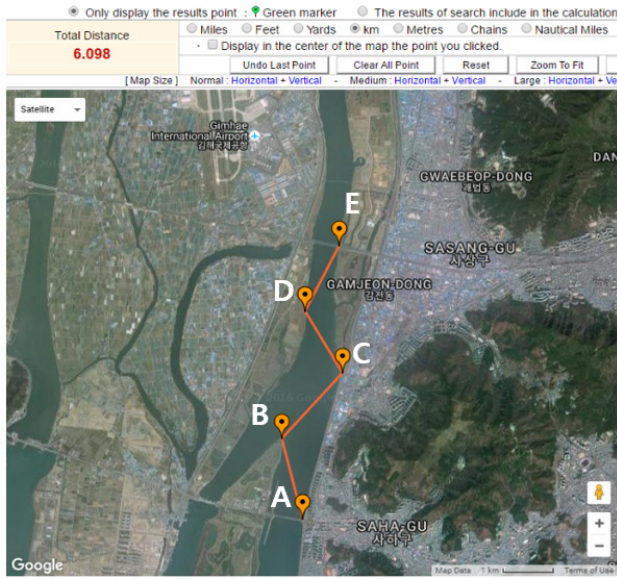 Only display the results point : Green marker The results of search include in the calculation
Total Distance
6.098
Miles Feet Yards km Metres Chains Nautical Miles
· Display in the center of the map the point you clicked.
Undo Last Point Clear All Point Reset Zoom To Fit
[ Map Size ] Normal : Horizontal + Vertical - Medium : Horizontal + Vertical - Large : Horizontal + Ve
Satellite
Gimhae
International Airport
김해국제공항
DAN
GWAEBEOP-DONG
괘법동
E
SASANG-GU
사상구
D
GAMJEON-DONG
감전동
C
B
A
SAHA-GU
사하구
+
−
Google
Map Data 1 km Terms of Use